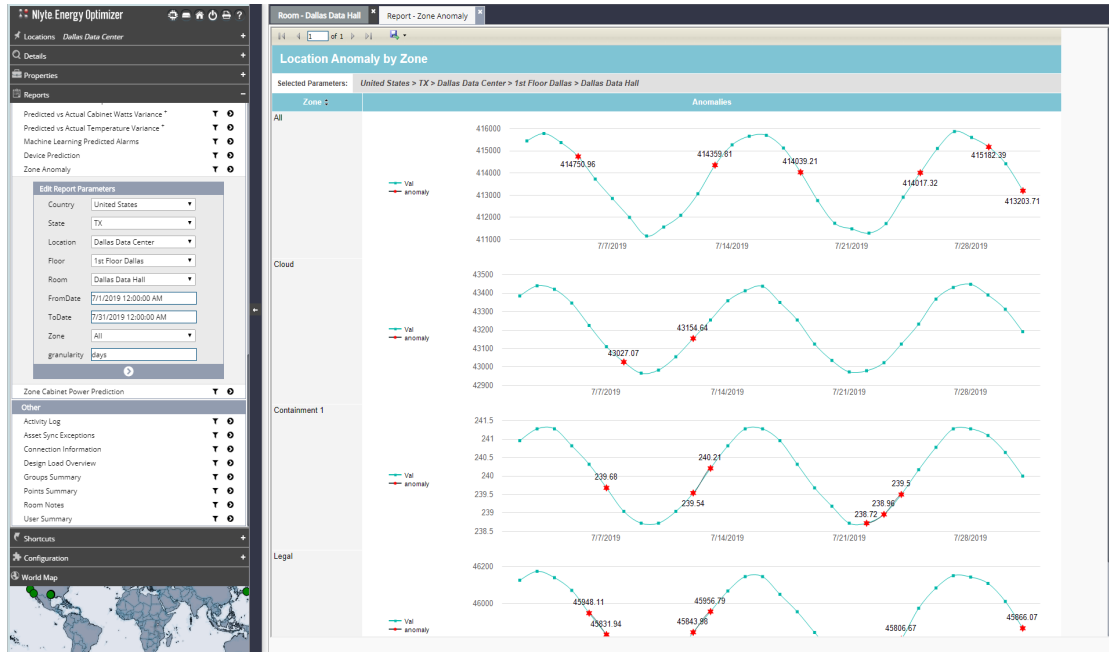 Nlyte Energy Optimizer
Locations Dallas Data Center +
Details +
Properties +
Reports −
Predicted vs Actual Cabinet Watts Variance *
Predicted vs Actual Temperature Variance *
Machine Learning Predicted Alarms
Device Prediction
Zone Anomaly
Edit Report Parameters
Country United States
State TX
Location Dallas Data Center
Floor 1st Floor Dallas
Room Dallas Data Hall
FromDate 7/1/2019 12:00:00 AM
ToDate 7/31/2019 12:00:00 AM
Zone All
granularity days
Zone Cabinet Power Prediction
Other
Activity Log
Asset Sync Exceptions
Connection Information
Design Load Overview
Groups Summary
Points Summary
Room Notes
User Summary
Shortcuts +
Configuration +
World Map
Room - Dallas Data Hall
Report - Zone Anomaly
1 of 1
Location Anomaly by Zone
Selected Parameters: United States > TX > Dallas Data Center > 1st Floor Dallas > Dallas Data Hall
Zone Anomalies
All
416000
415000
414000
413000
412000
411000
414750.96
414359.81
414039.21
414017.32
415182.39
413203.71
Val
anomaly
7/7/2019 7/14/2019 7/21/2019 7/28/2019
Cloud
43500
43400
43300
43200
43100
43000
42900
43027.07
43154.64
Val
anomaly
7/7/2019 7/14/2019 7/21/2019 7/28/2019
Containment 1
241.5
241
240.5
240
239.5
239
238.5
239.68
239.54
240.21
238.72
238.96
239.5
Val
anomaly
7/7/2019 7/14/2019 7/21/2019 7/28/2019
Legal
46200
46000
45948.11
45831.94
45843.98
45956.79
45806.67
45866.07
Val
anomaly